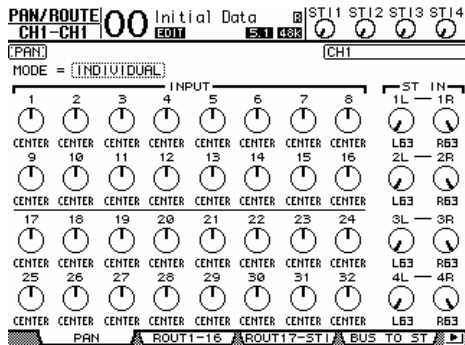 PAN/ROUTE 00 Initial Data R STI1 STI2 STI3 STI4
CH1-CH1 EDIT 5.1 48K
PAN CH1
MODE = INDIVIDUAL
INPUT ST IN
1 2 3 4 5 6 7 8 1L 1R
CENTER CENTER CENTER CENTER CENTER CENTER CENTER CENTER L63 R63
9 10 11 12 13 14 15 16 2L 2R
CENTER CENTER CENTER CENTER CENTER CENTER CENTER CENTER L63 R63
17 18 19 20 21 22 23 24 3L 3R
CENTER CENTER CENTER CENTER CENTER CENTER CENTER CENTER L63 R63
25 26 27 28 29 30 31 32 4L 4R
CENTER CENTER CENTER CENTER CENTER CENTER CENTER CENTER L63 R63
PAN ROUT1-16 ROUT17-STI BUS TO ST